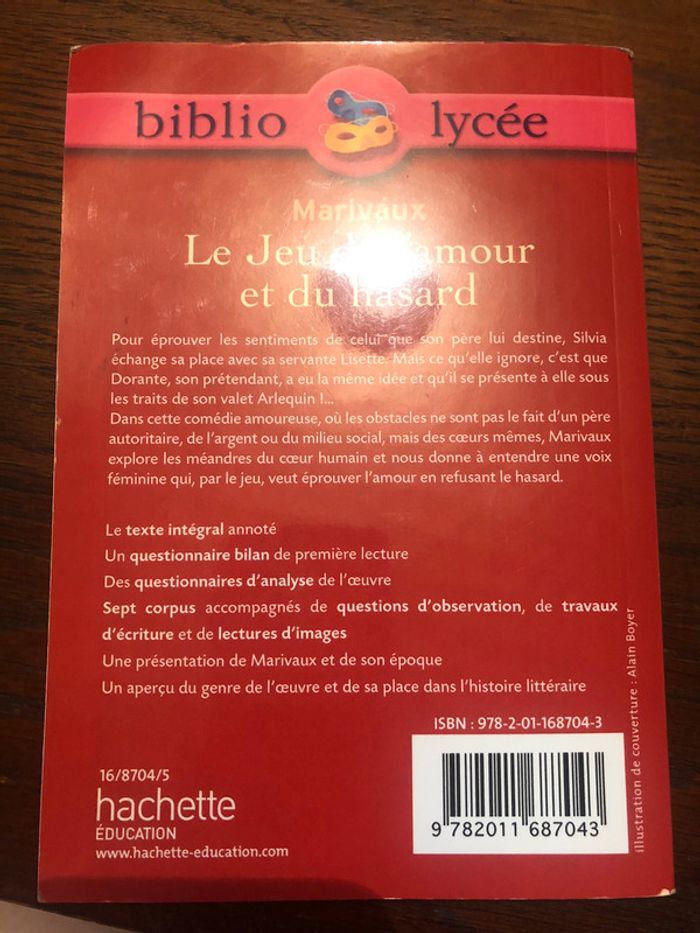 biblio lycée
Marivaux
Le Jeu de l'amour
et du hasard
Pour éprouver les sentiments de celui que son père lui destine, Silvia
échange sa place avec sa servante Lisette. Mais ce qu'elle ignore, c'est que
Dorante, son prétendant, a eu la même idée et qu'il se présente à elle sous
les traits de son valet Arlequin !...
Dans cette comédie amoureuse, où les obstacles ne sont pas le fait d'un père
autoritaire, de l'argent ou du milieu social, mais des cœurs mêmes, Marivaux
explore les méandres du cœur humain et nous donne à entendre une voix
féminine qui, par le jeu, veut éprouver l'amour en refusant le hasard.
Le texte intégral annoté
Un questionnaire bilan de première lecture
Des questionnaires d'analyse de l'œuvre
Sept corpus accompagnés de questions d'observation, de travaux
d'écriture et de lectures d'images
Une présentation de Marivaux et de son époque
Un aperçu du genre de l'œuvre et de sa place dans l'histoire littéraire
illustration de couverture : Alain Boyer
ISBN : 978-2-01-168704-3
9 782011 687043
16/8704/5
hachette
ÉDUCATION
www.hachette-education.com